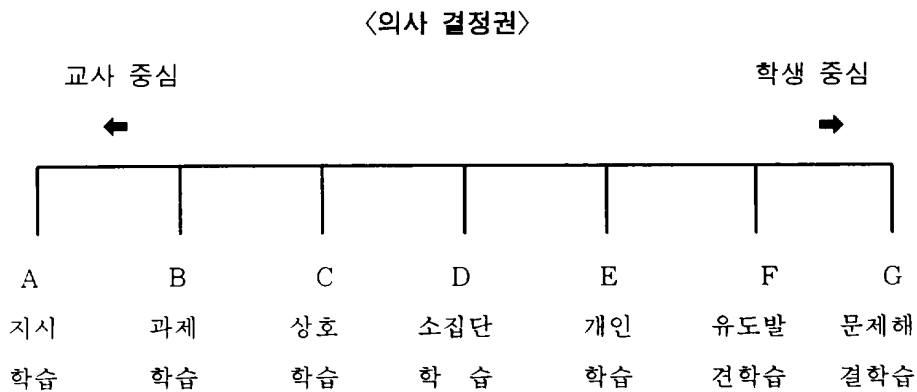 〈의사 결정권〉
교사 중심 학생 중심
A B C D E F G
지시 과제 상호 소집단 개인 유도발 문제해
학습 학습 학습 학 습 학습 견학습 결학습